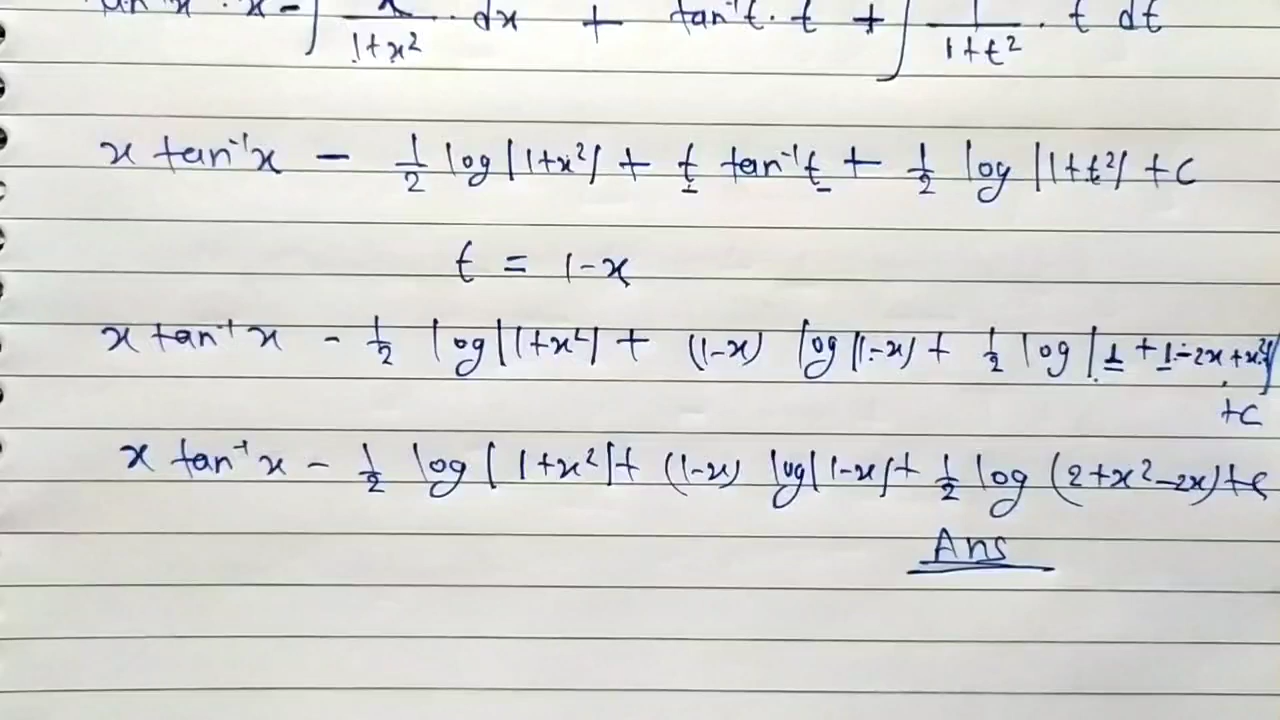 tan⁻¹x · x − ∫ x/(1+x²) · dx + tan⁻¹t · t + ∫ 1/(1+t²) · t dt
x tan⁻¹x − 1/2 log|1+x²| + t tan⁻¹t + 1/2 log|1+t²| + c
t = 1−x
x tan⁻¹x − 1/2 log|1+x²| + (1−x) log|1−x| + 1/2 log|1+1−2x+x²|
+c
x tan⁻¹x − 1/2 log|1+x²| + (1−x) log|1−x| + 1/2 log(2+x²−2x)+c
Ans